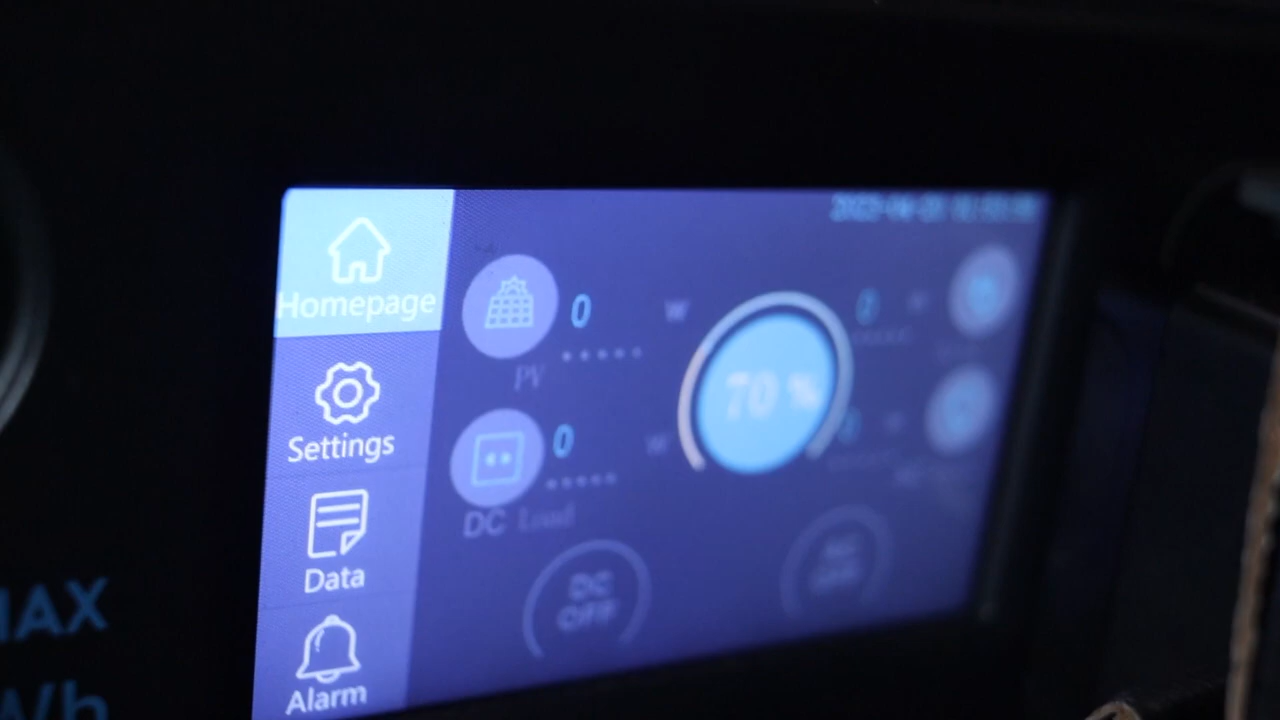 Homepage
Settings
Data
Alarm
0 W
PV
0 W
DC Load
70 %
DC
OFF
MAX
Wh